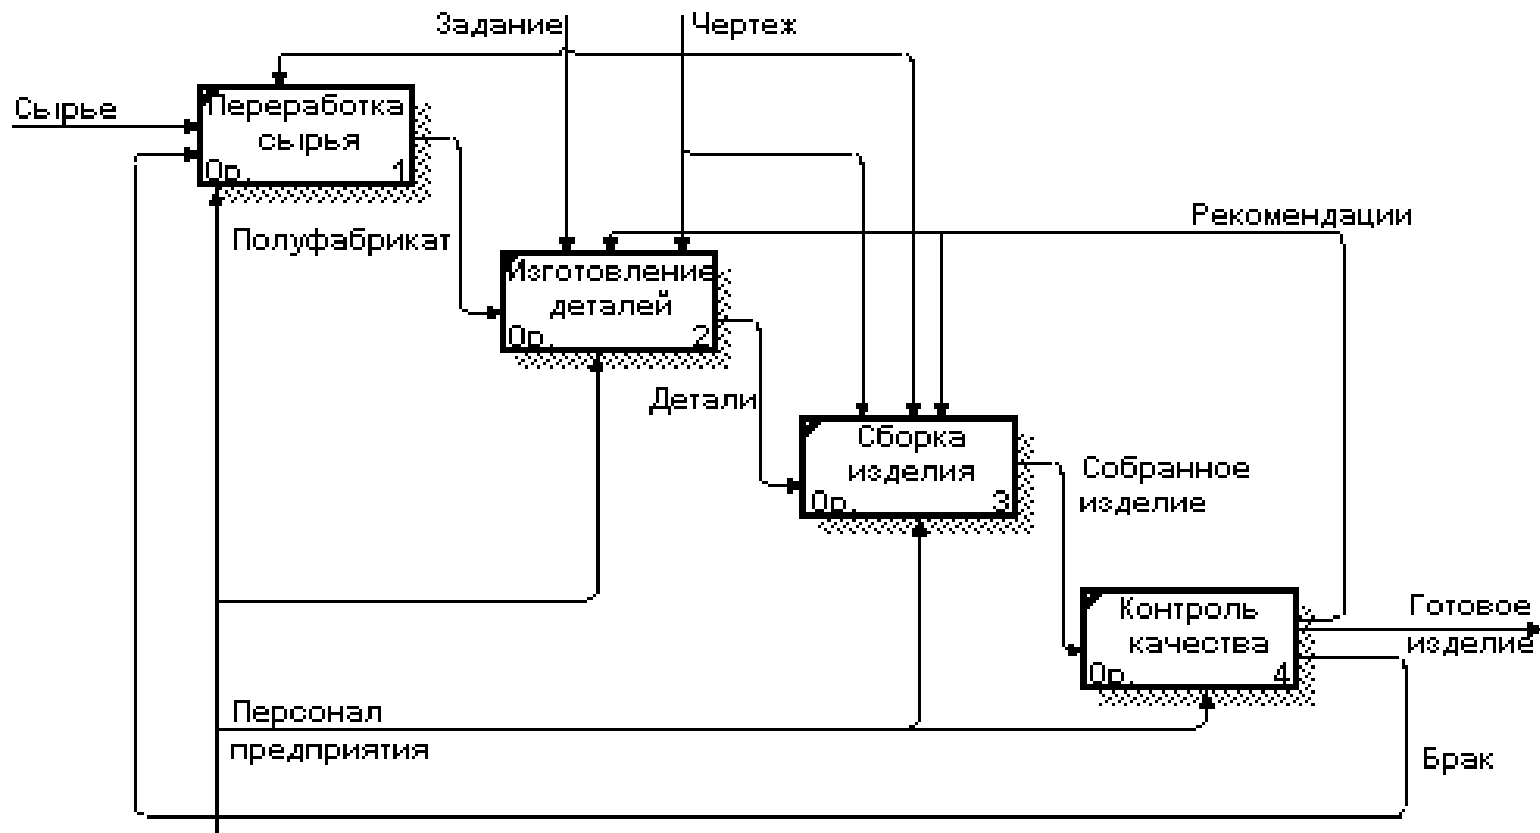 Задание
Чертеж
Сырье
Переработка
сырья
0р.
1
Полуфабрикат
Рекомендации
Изготовление
деталей
0р.
2
Детали
Сборка
изделия
0р.
3
Собранное
изделие
Контроль
качества
0р.
4
Готовое
изделие
Персонал
предприятия
Брак